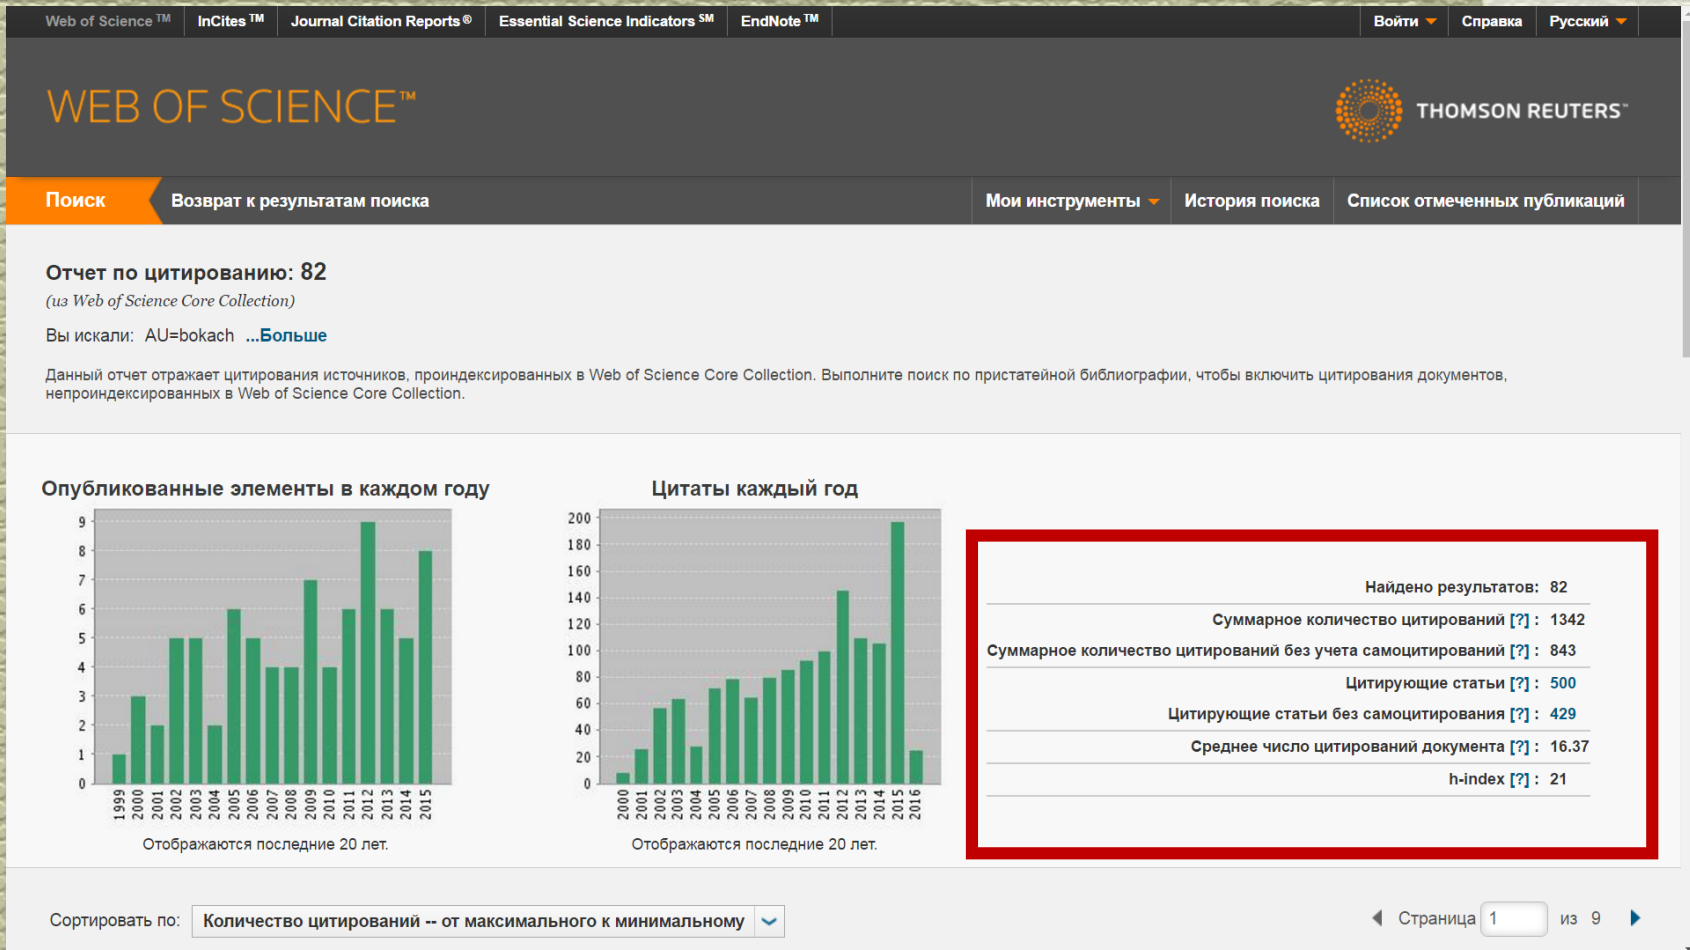 Web of Science ™ InCites ™ Journal Citation Reports ® Essential Science Indicators SM EndNote ™ Войти Справка Русский
WEB OF SCIENCE™
THOMSON REUTERS™
Поиск Возврат к результатам поиска Мои инструменты История поиска Список отмеченных публикаций
Отчет по цитированию: 82
(из Web of Science Core Collection)
Вы искали: AU=bokach ...Больше
Данный отчет отражает цитирования источников, проиндексированных в Web of Science Core Collection. Выполните поиск по пристатейной библиографии, чтобы включить цитирования документов,
непроиндексированных в Web of Science Core Collection.
Опубликованные элементы в каждом году
9
8
7
6
5
4
3
2
1
0
1999 2000 2001 2002 2003 2004 2005 2006 2007 2008 2009 2010 2011 2012 2013 2014 2015
Отображаются последние 20 лет.
Цитаты каждый год
200
180
160
140
120
100
80
60
40
20
0
2000 2001 2002 2003 2004 2005 2006 2007 2008 2009 2010 2011 2012 2013 2014 2015 2016
Отображаются последние 20 лет.
Найдено результатов: 82
Суммарное количество цитирований [?] : 1342
Суммарное количество цитирований без учета самоцитирований [?] : 843
Цитирующие статьи [?] : 500
Цитирующие статьи без самоцитирования [?] : 429
Среднее число цитирований документа [?] : 16.37
h-index [?] : 21
Сортировать по: Количество цитирований -- от максимального к минимальному
Страница 1 из 9